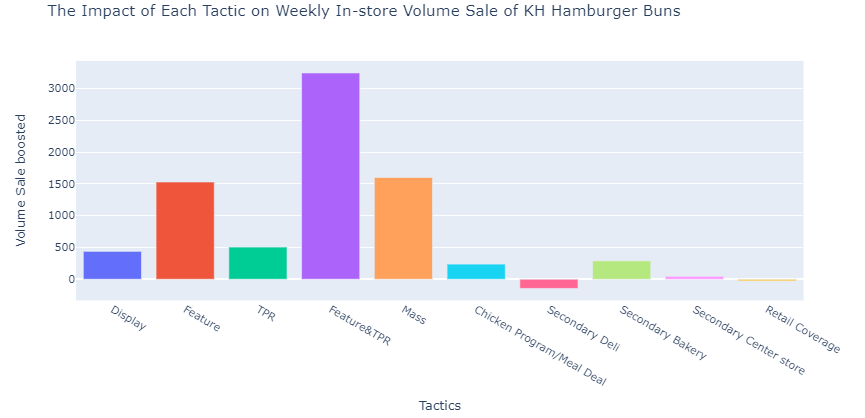 The Impact of Each Tactic on Weekly In-store Volume Sale of KH Hamburger Buns
Volume Sale boosted
3000
2500
2000
1500
1000
500
0
Display
Feature
TPR
Feature&TPR
Mass
Chicken Program/Meal Deal
Secondary Deli
Secondary Bakery
Secondary Center store
Retail Coverage
Tactics